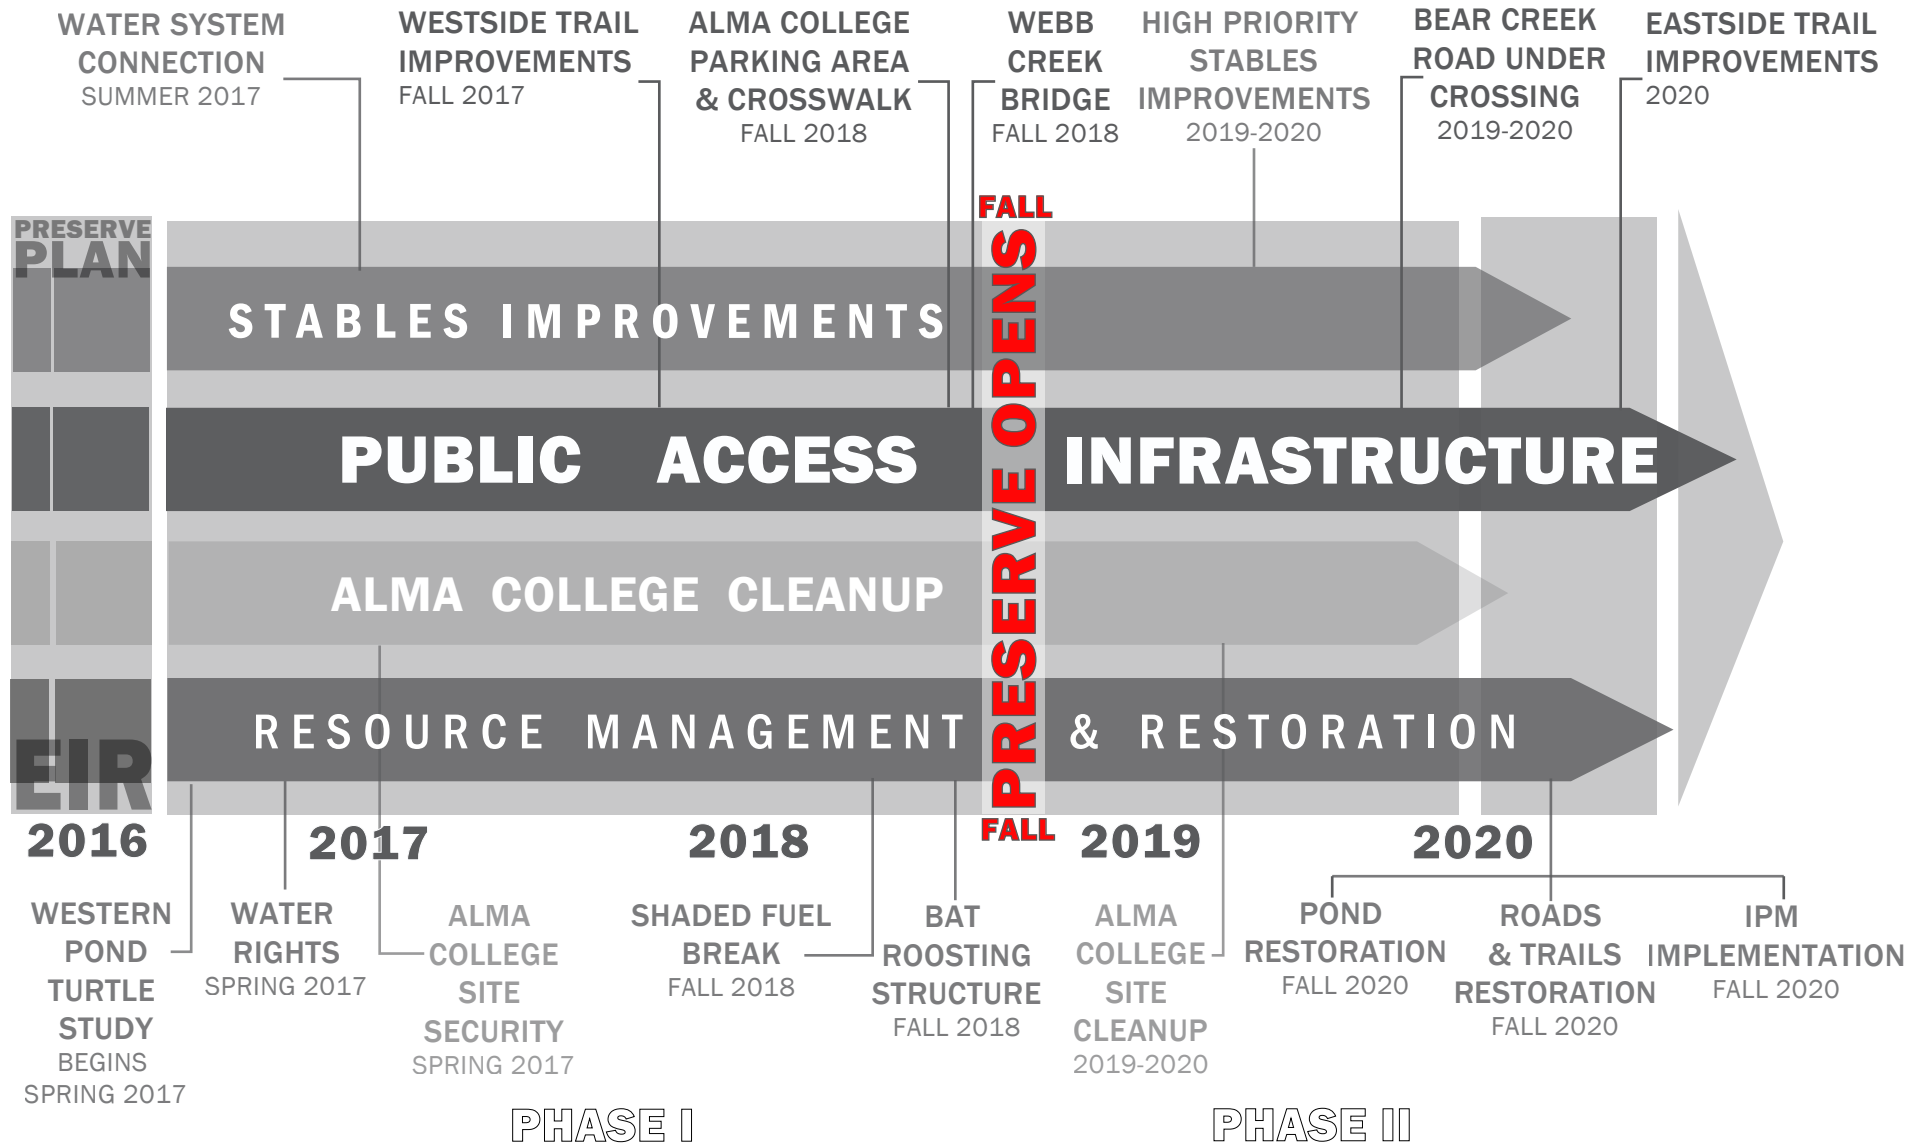 WATER SYSTEM
CONNECTION
SUMMER 2017
WESTSIDE TRAIL
IMPROVEMENTS
FALL 2017
ALMA COLLEGE
PARKING AREA
& CROSSWALK
FALL 2018
WEBB
CREEK
BRIDGE
FALL 2018
HIGH PRIORITY
STABLES
IMPROVEMENTS
2019-2020
BEAR CREEK
ROAD UNDER
CROSSING
2019-2020
EASTSIDE TRAIL
IMPROVEMENTS
2020
PRESERVE
PLAN
STABLES IMPROVEMENTS
PUBLIC ACCESS INFRASTRUCTURE
ALMA COLLEGE CLEANUP
RESOURCE MANAGEMENT & RESTORATION
EIR
FALL
PRESERVE OPENS
FALL
2016
2017
2018
2019
2020
WESTERN
POND
TURTLE
STUDY
BEGINS
SPRING 2017
WATER
RIGHTS
SPRING 2017
ALMA
COLLEGE
SITE
SECURITY
SPRING 2017
SHADED FUEL
BREAK
FALL 2018
BAT
ROOSTING
STRUCTURE
FALL 2018
ALMA
COLLEGE
SITE
CLEANUP
2019-2020
POND
RESTORATION
FALL 2020
ROADS
& TRAILS
RESTORATION
FALL 2020
IPM
IMPLEMENTATION
FALL 2020
PHASE I
PHASE II